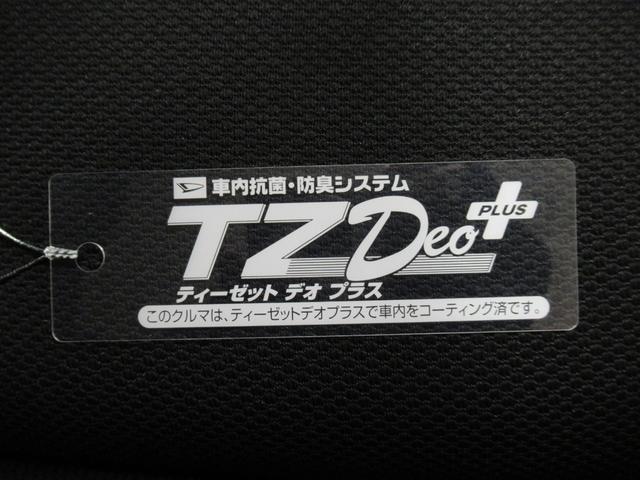 車内抗菌・防臭システム
TZDeo PLUS
ティーゼット デオ プラス
このクルマは、ティーゼットデオプラスで車内をコーティング済です。